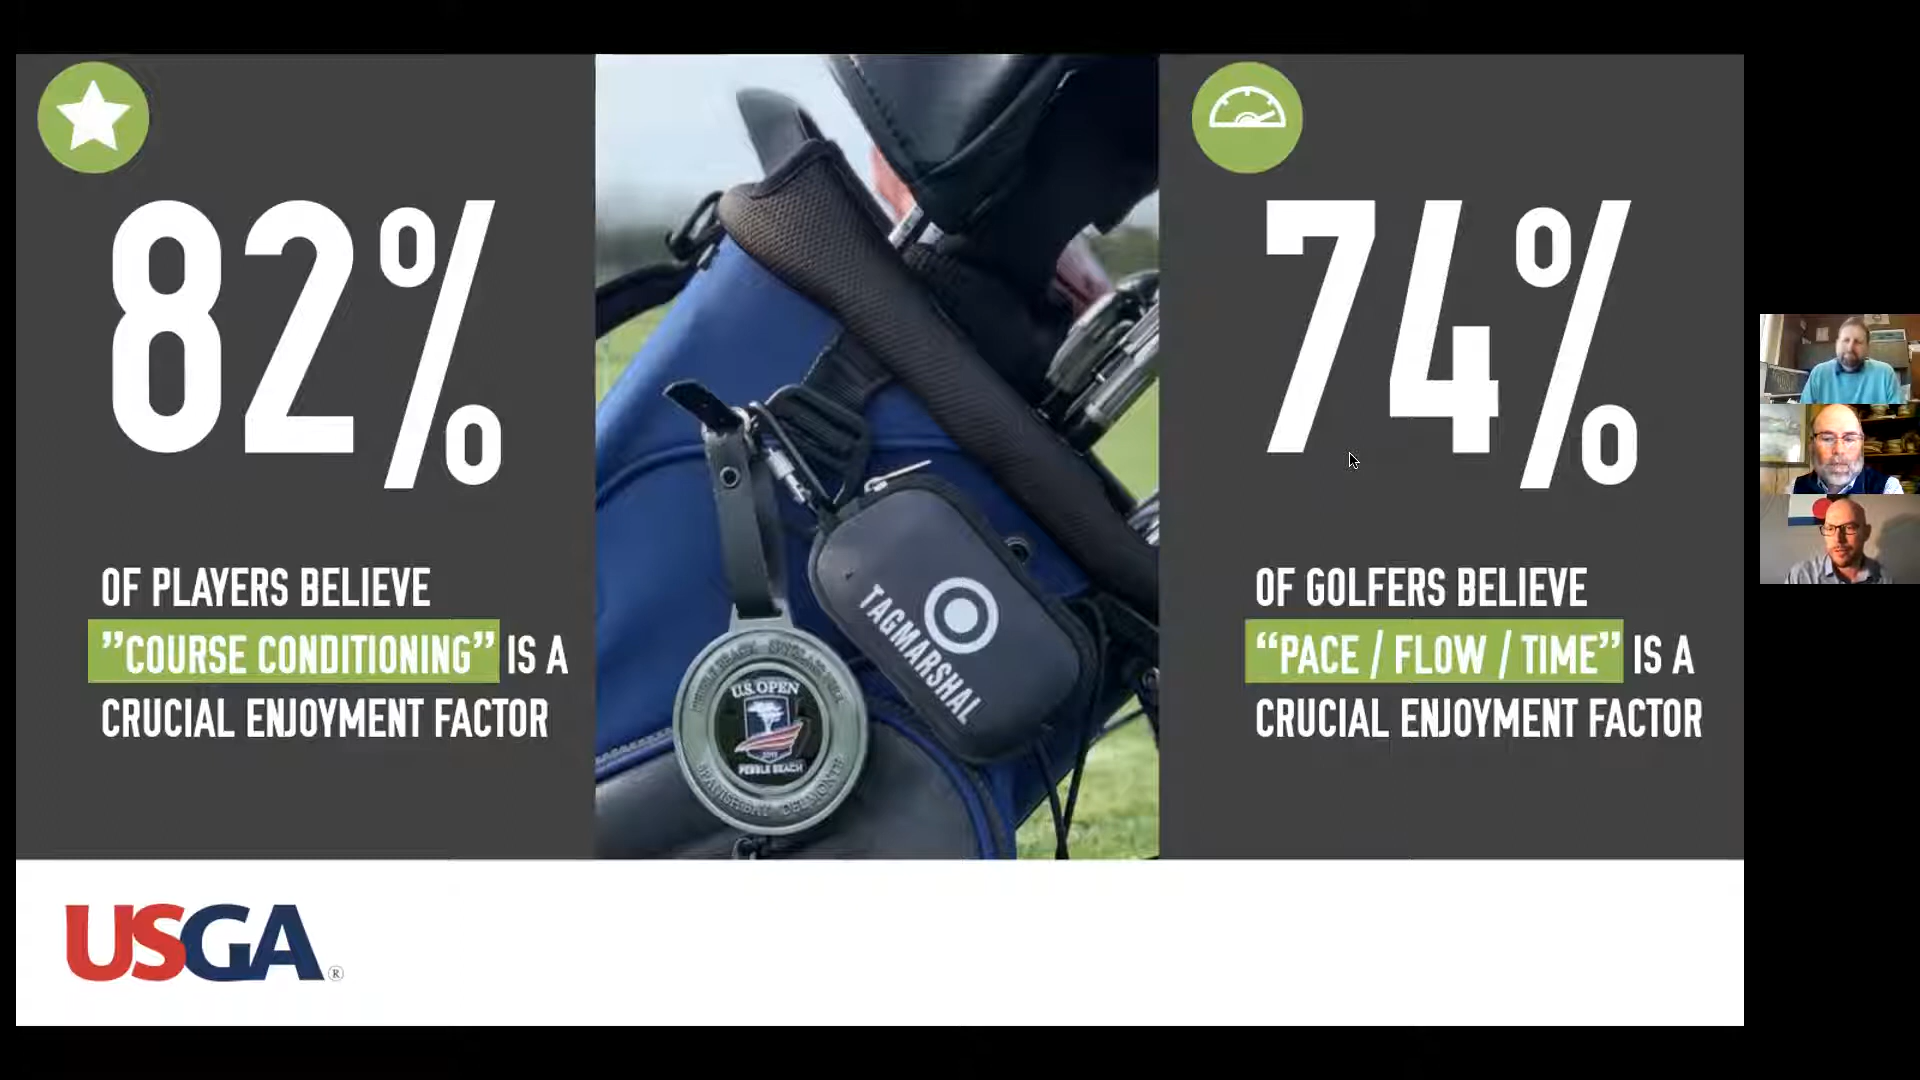 82%
OF PLAYERS BELIEVE
”COURSE CONDITIONING” IS A
CRUCIAL ENJOYMENT FACTOR
TAGMARSHAL
U.S. OPEN
PEBBLE BEACH
74%
OF GOLFERS BELIEVE
“PACE / FLOW / TIME” IS A
CRUCIAL ENJOYMENT FACTOR
USGA®